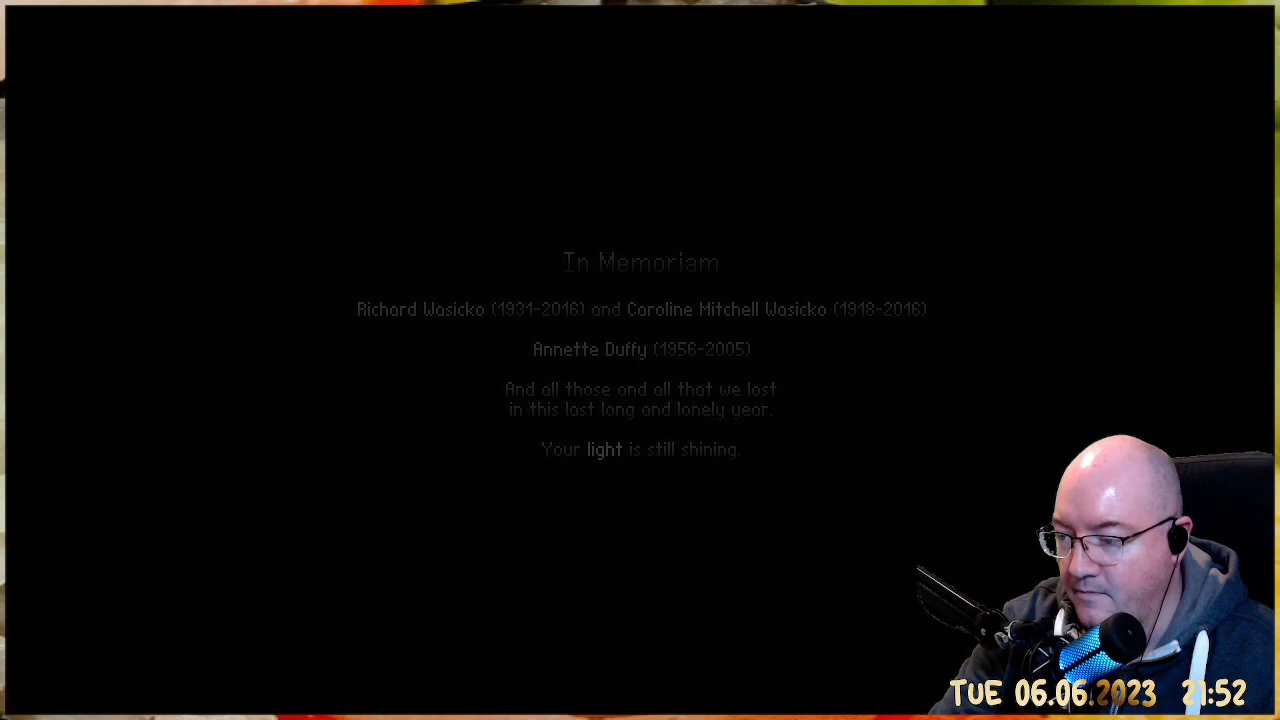 In Memoriam
Richard Wasicko (1931-2016) and Caroline Mitchell Wasicko (1918-2016)
Annette Duffy (1956-2005)
And all those and all that we lost
in this last long and lonely year.
Your light is still shining.
TUE 06.06.2023 21:52